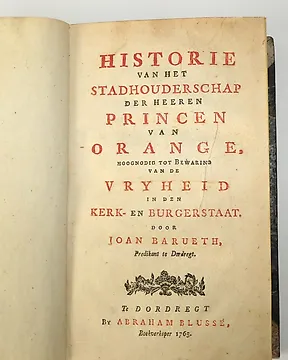 HISTORIE
VAN HET
STADHOUDERSCHAP
DER HEEREN
PRINCEN
VAN
ORANGE,
HOOGNODIG TOT BEWARING
VAN DE
VRYHEID
IN DEN
KERK- EN BURGERSTAAT,
DOOR
JOAN BARUETH,
Predikant te Dordregt.
Te DORDREGT
By ABRAHAM BLUSSÉ,
Boekverkoper 1765.